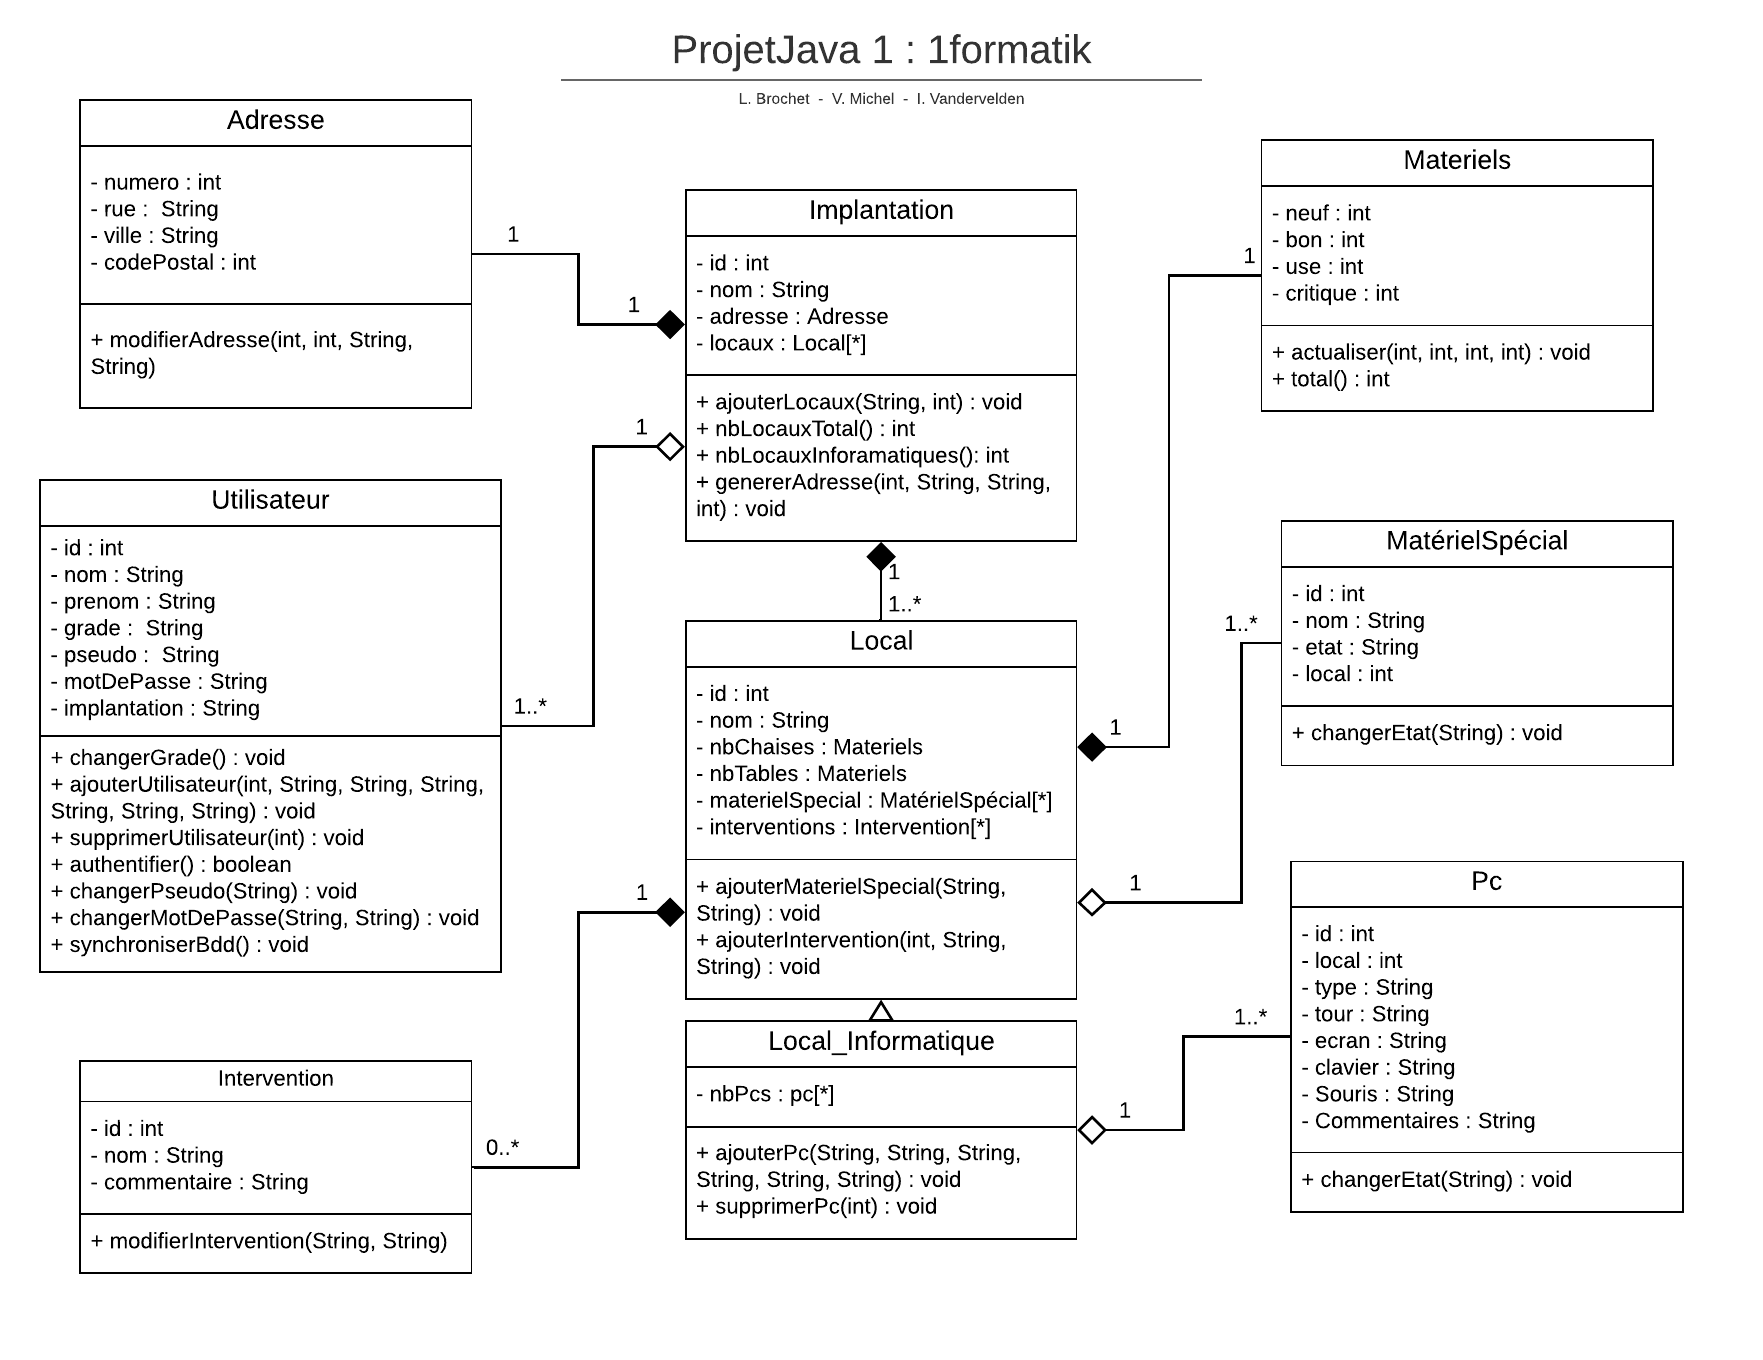 ProjetJava 1 : 1formatik
L. Brochet - V. Michel - I. Vandervelden
Adresse
- numero : int
- rue : String
- ville : String
- codePostal : int
+ modifierAdresse(int, int, String,
String)
1
1
Implantation
- id : int
- nom : String
- adresse : Adresse
- locaux : Local[*]
+ ajouterLocaux(String, int) : void
+ nbLocauxTotal() : int
+ nbLocauxInforamatiques(): int
+ genererAdresse(int, String, String,
int) : void
Materiels
- neuf : int
- bon : int
- use : int
- critique : int
+ actualiser(int, int, int, int) : void
+ total() : int
1
1
Utilisateur
- id : int
- nom : String
- prenom : String
- grade : String
- pseudo : String
- motDePasse : String
- implantation : String
+ changerGrade() : void
+ ajouterUtilisateur(int, String, String, String,
String, String, String) : void
+ supprimerUtilisateur(int) : void
+ authentifier() : boolean
+ changerPseudo(String) : void
+ changerMotDePasse(String, String) : void
+ synchroniserBdd() : void
1..*
1
1..*
Local
- id : int
- nom : String
- nbChaises : Materiels
- nbTables : Materiels
- materielSpecial : MatérielSpécial[*]
- interventions : Intervention[*]
+ ajouterMaterielSpecial(String,
String) : void
+ ajouterIntervention(int, String,
String) : void
1
MatérielSpécial
- id : int
- nom : String
- etat : String
- local : int
+ changerEtat(String) : void
1..*
1
1
Intervention
- id : int
- nom : String
- commentaire : String
+ modifierIntervention(String, String)
0..*
Local_Informatique
- nbPcs : pc[*]
+ ajouterPc(String, String, String,
String, String, String) : void
+ supprimerPc(int) : void
1
1..*
Pc
- id : int
- local : int
- type : String
- tour : String
- ecran : String
- clavier : String
- Souris : String
- Commentaires : String
+ changerEtat(String) : void